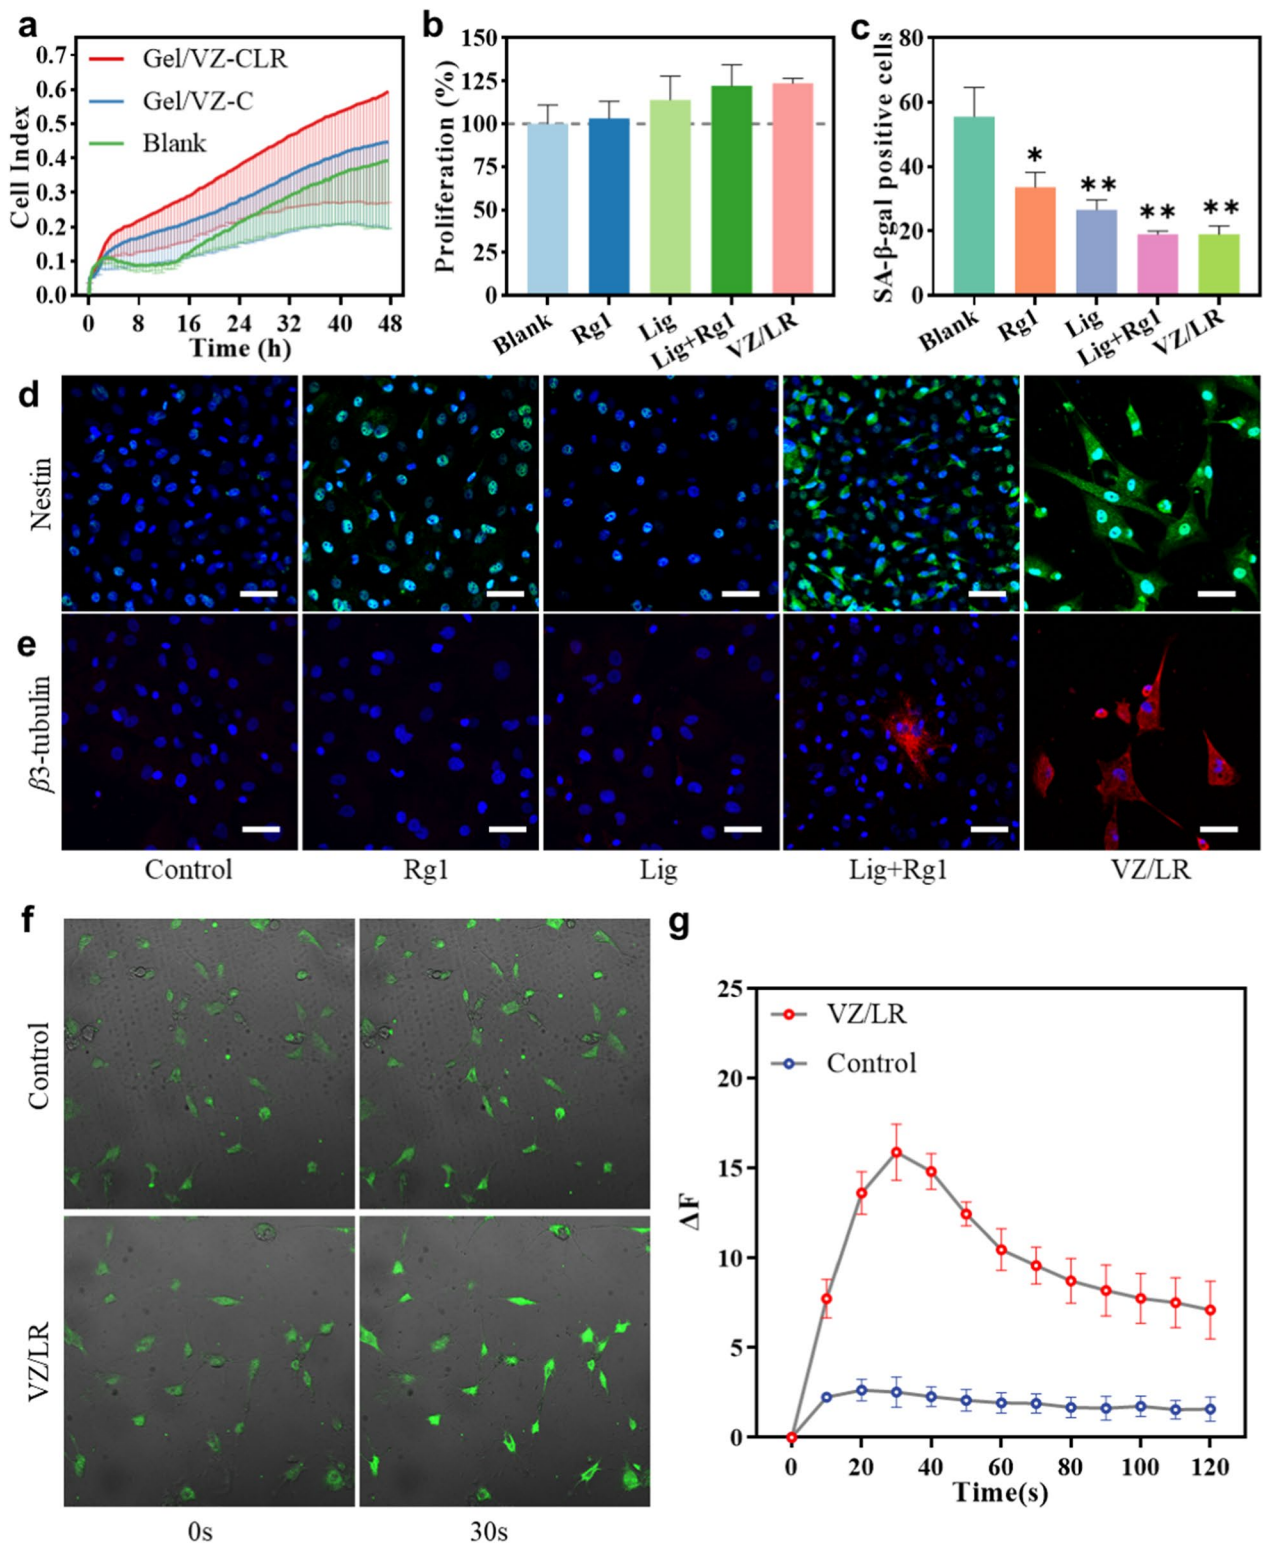 a
Cell Index
0.7
0.6
0.5
0.4
0.3
0.2
0.1
0.0
Gel/VZ-CLR
Gel/VZ-C
Blank
0 8 16 24 32 40 48
Time (h)
b
Proliferation (%)
150
125
100
75
50
25
0
Blank Rg1 Lig Lig+Rg1 VZ/LR
c
SA-β-gal positive cells
80
60
40
20
0
*
**
**
**
Blank Rg1 Lig Lig+Rg1 VZ/LR
d
Nestin
e
β3-tubulin
Control Rg1 Lig Lig+Rg1 VZ/LR
f
Control
VZ/LR
0s 30s
g
ΔF
25
20
15
10
5
0
VZ/LR
Control
0 20 40 60 80 100 120
Time(s)